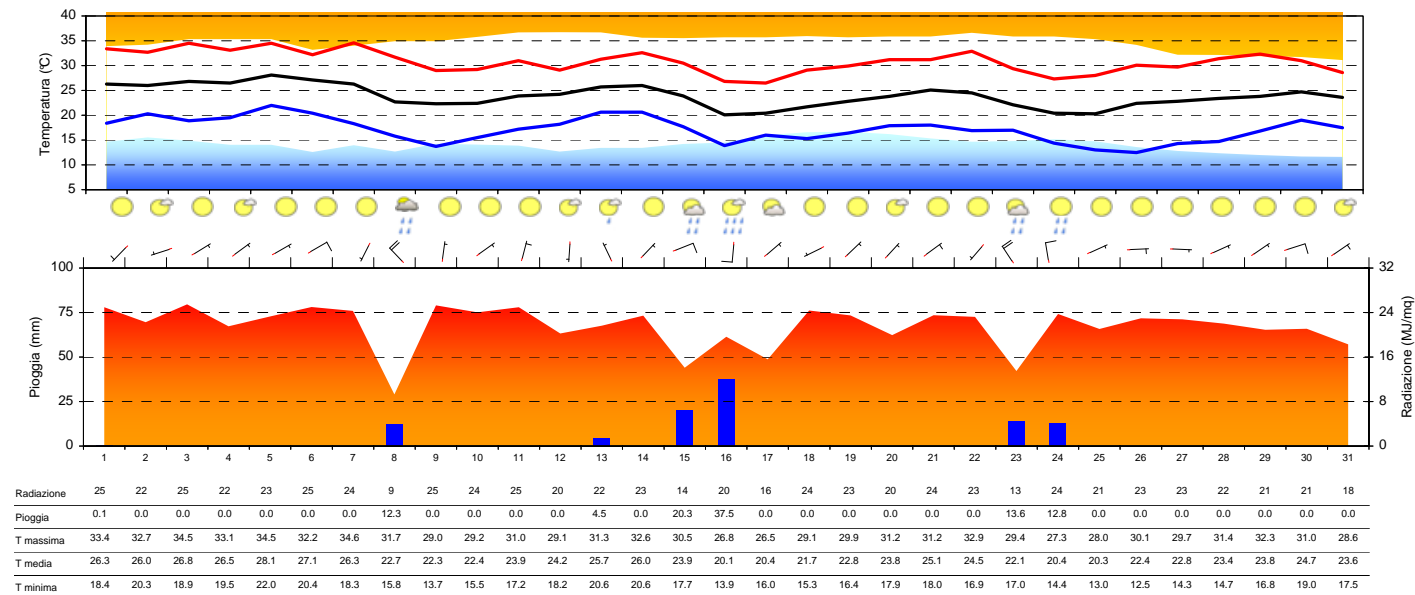 40
35
30
25
20
15
10
5
Temperatura (°C)
100
75
50
25
0
Pioggia (mm)
32
24
16
8
0
Radiazione (MJ/mq)
1 2 3 4 5 6 7 8 9 10 11 12 13 14 15 16 17 18 19 20 21 22 23 24 25 26 27 28 29 30 31
Radiazione 25 22 25 22 23 25 24 9 25 24 25 20 22 23 14 20 16 24 23 20 24 23 13 24 21 23 23 22 21 21 18
Pioggia 0.1 0.0 0.0 0.0 0.0 0.0 0.0 12.3 0.0 0.0 0.0 0.0 4.5 0.0 20.3 37.5 0.0 0.0 0.0 0.0 0.0 0.0 13.6 12.8 0.0 0.0 0.0 0.0 0.0 0.0 0.0
T massima 33.4 32.7 34.5 33.1 34.5 32.2 34.6 31.7 29.0 29.2 31.0 29.1 31.3 32.6 30.5 26.8 26.5 29.1 29.9 31.2 31.2 32.9 29.4 27.3 28.0 30.1 29.7 31.4 32.3 31.0 28.6
T media 26.3 26.0 26.8 26.5 28.1 27.1 26.3 22.7 22.3 22.4 23.9 24.2 25.7 26.0 23.9 20.1 20.4 21.7 22.8 23.8 25.1 24.5 22.1 20.4 20.3 22.4 22.8 23.4 23.8 24.7 23.6
T minima 18.4 20.3 18.9 19.5 22.0 20.4 18.3 15.8 13.7 15.5 17.2 18.2 20.6 20.6 17.7 13.9 16.0 15.3 16.4 17.9 18.0 16.9 17.0 14.4 13.0 12.5 14.3 14.7 16.8 19.0 17.5